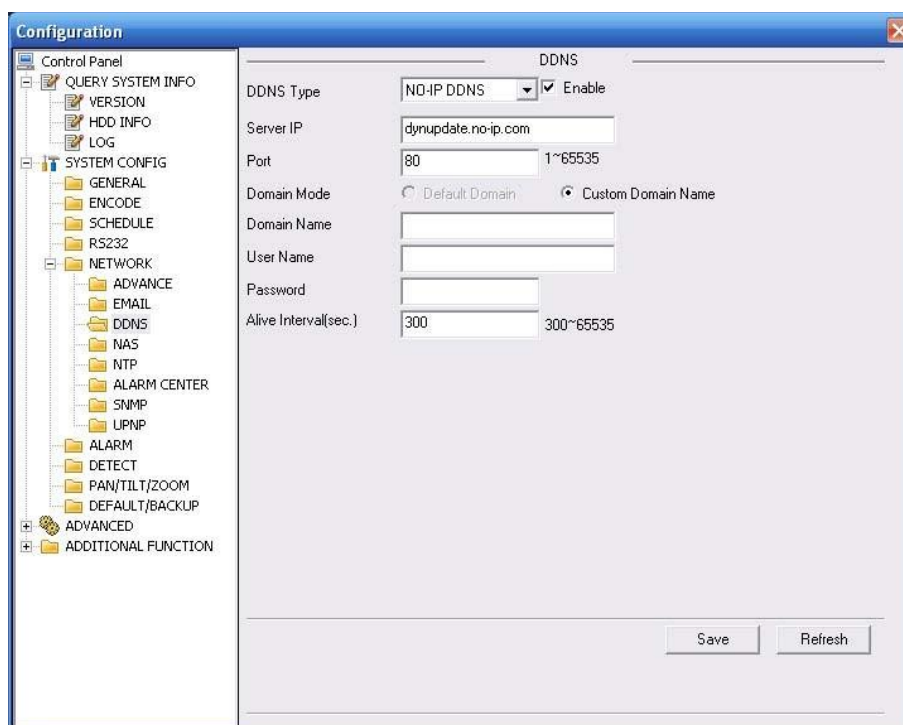 Configuration
Control Panel
QUERY SYSTEM INFO
VERSION
HDD INFO
LOG
SYSTEM CONFIG
GENERAL
ENCODE
SCHEDULE
RS232
NETWORK
ADVANCE
EMAIL
DDNS
NAS
NTP
ALARM CENTER
SNMP
UPNP
ALARM
DETECT
PAN/TILT/ZOOM
DEFAULT/BACKUP
ADVANCED
ADDITIONAL FUNCTION
DDNS
DDNS Type NO-IP DDNS Enable
Server IP dynupdate.no-ip.com
Port 80 1~65535
Domain Mode Default Domain Custom Domain Name
Domain Name
User Name
Password
Alive Interval(sec.) 300 300~65535
Save Refresh